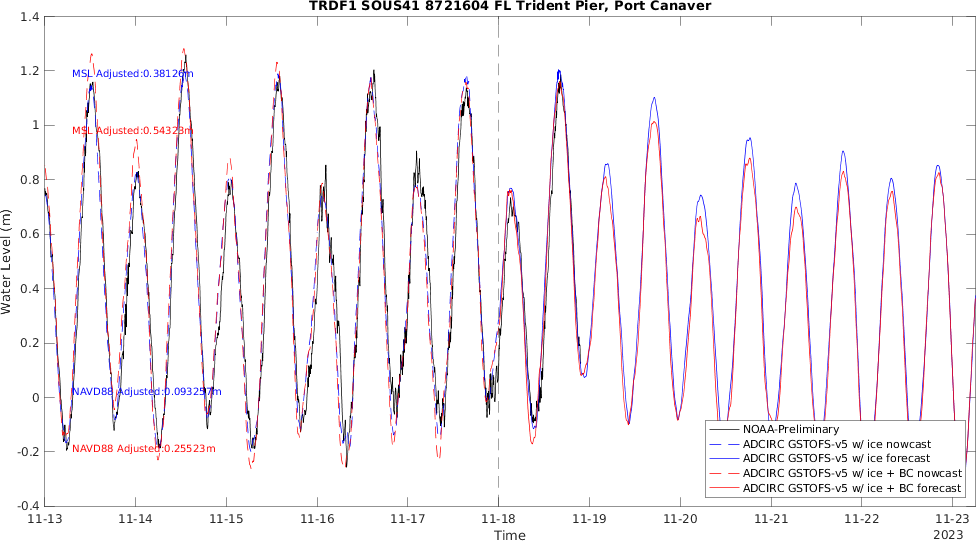 TRDF1 SOUS41 8721604 FL Trident Pier, Port Canaver
1.4
1.2
1
0.8
0.6
0.4
0.2
0
-0.2
-0.4
Water Level (m)
MSL Adjusted:0.38126m
MSL Adjusted:0.54323m
NAVD88 Adjusted:0.093257m
NAVD88 Adjusted:0.25523m
NOAA-Preliminary
ADCIRC GSTOFS-v5 w/ ice nowcast
ADCIRC GSTOFS-v5 w/ ice forecast
ADCIRC GSTOFS-v5 w/ ice + BC nowcast
ADCIRC GSTOFS-v5 w/ ice + BC forecast
11-13 11-14 11-15 11-16 11-17 11-18 11-19 11-20 11-21 11-22 11-23
Time 2023